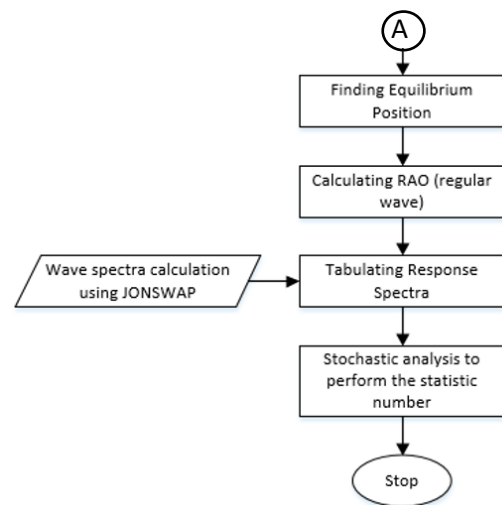 A
Finding Equilibrium
Position
Calculating RAO (regular
wave)
Wave spectra calculation
using JONSWAP
Tabulating Response
Spectra
Stochastic analysis to
perform the statistic
number
Stop